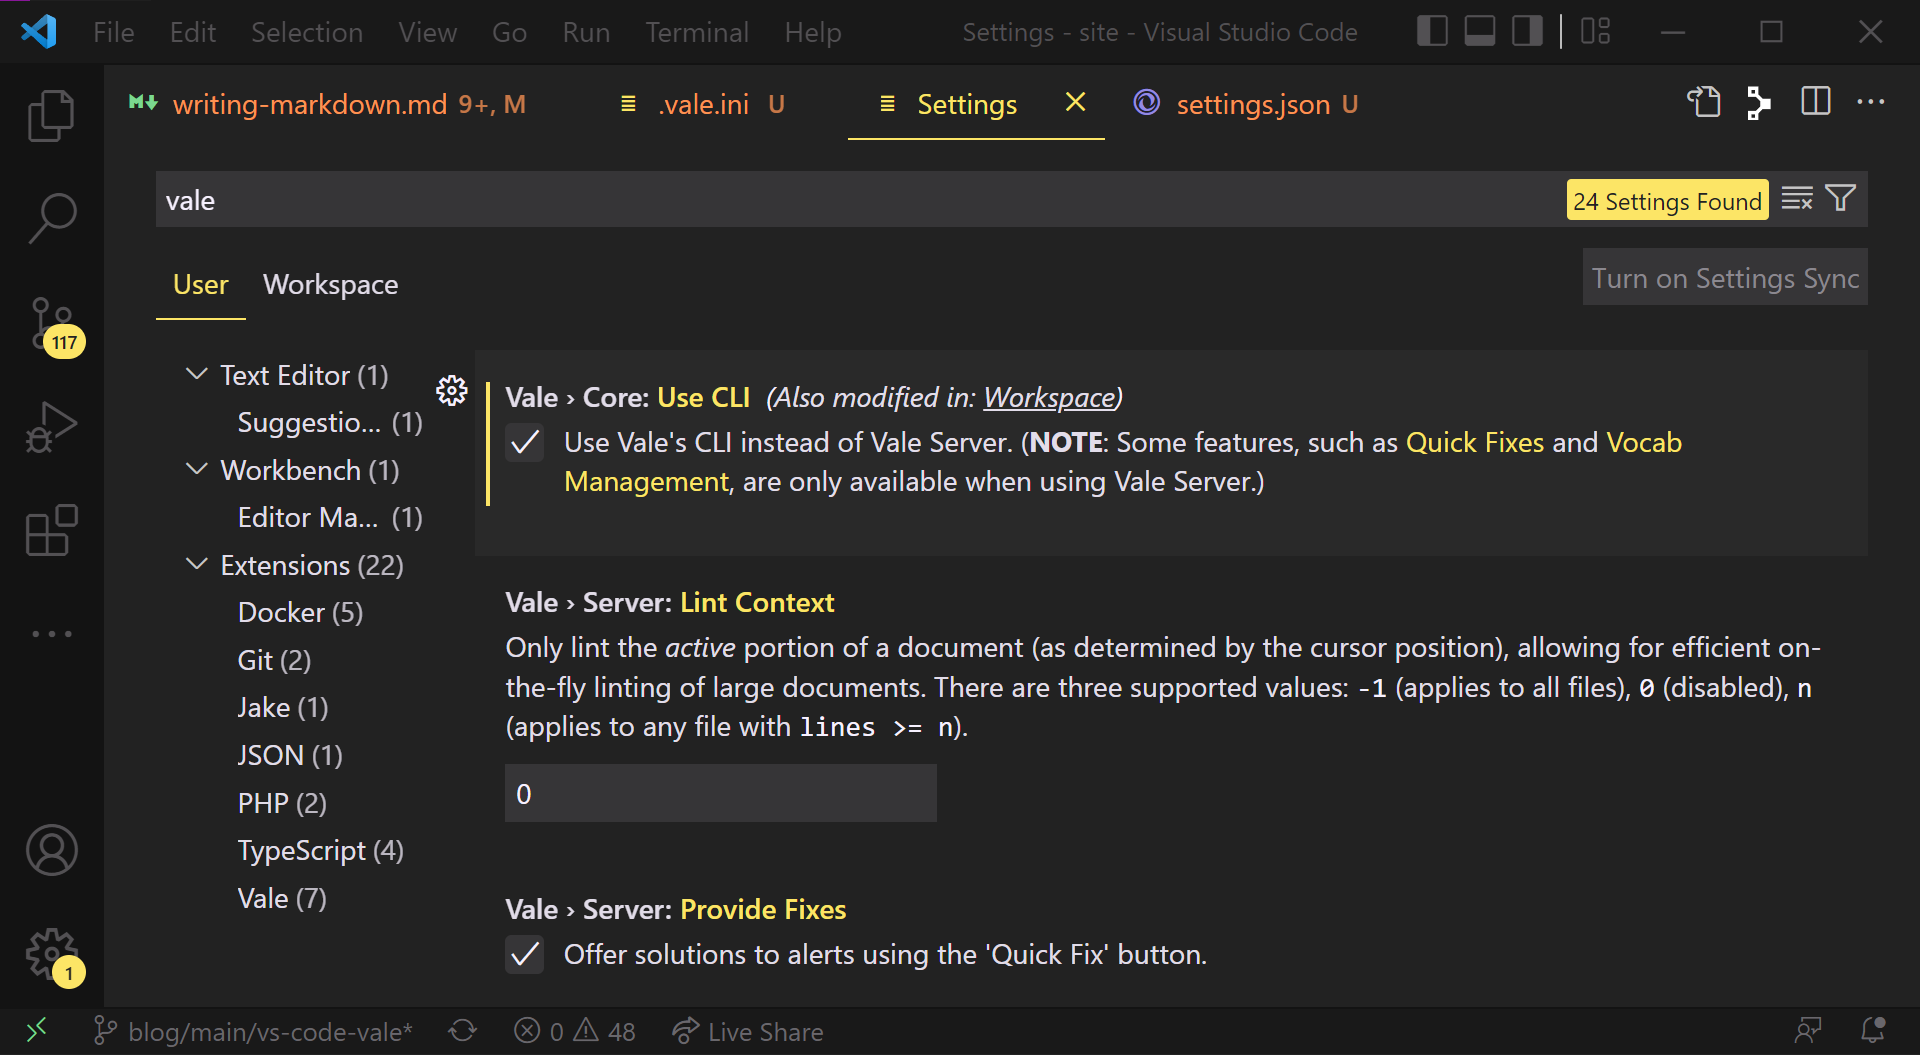 File Edit Selection View Go Run Terminal Help Settings - site - Visual Studio Code
writing-markdown.md 9+, M .vale.ini U Settings settings.json U
vale 24 Settings Found
User Workspace Turn on Settings Sync
Text Editor (1)
Suggestio... (1)
Workbench (1)
Editor Ma... (1)
Extensions (22)
Docker (5)
Git (2)
Jake (1)
JSON (1)
PHP (2)
TypeScript (4)
Vale (7)
Vale › Core: Use CLI (Also modified in: Workspace)
Use Vale's CLI instead of Vale Server. (NOTE: Some features, such as Quick Fixes and Vocab
Management, are only available when using Vale Server.)
Vale › Server: Lint Context
Only lint the active portion of a document (as determined by the cursor position), allowing for efficient on-
the-fly linting of large documents. There are three supported values: -1 (applies to all files), 0 (disabled), n
(applies to any file with lines >= n).
0
Vale › Server: Provide Fixes
Offer solutions to alerts using the 'Quick Fix' button.
117
1
blog/main/vs-code-vale* 0 48 Live Share